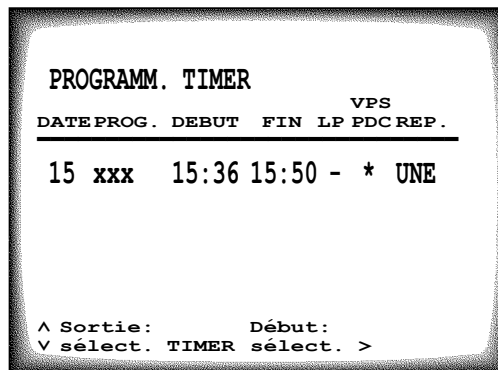 PROGRAMM. TIMER
VPS
DATE PROG. DEBUT FIN LP PDC REP.
15 xxx 15:36 15:50 - * UNE
∧ Sortie: Début:
∨ sélect. TIMER sélect. >